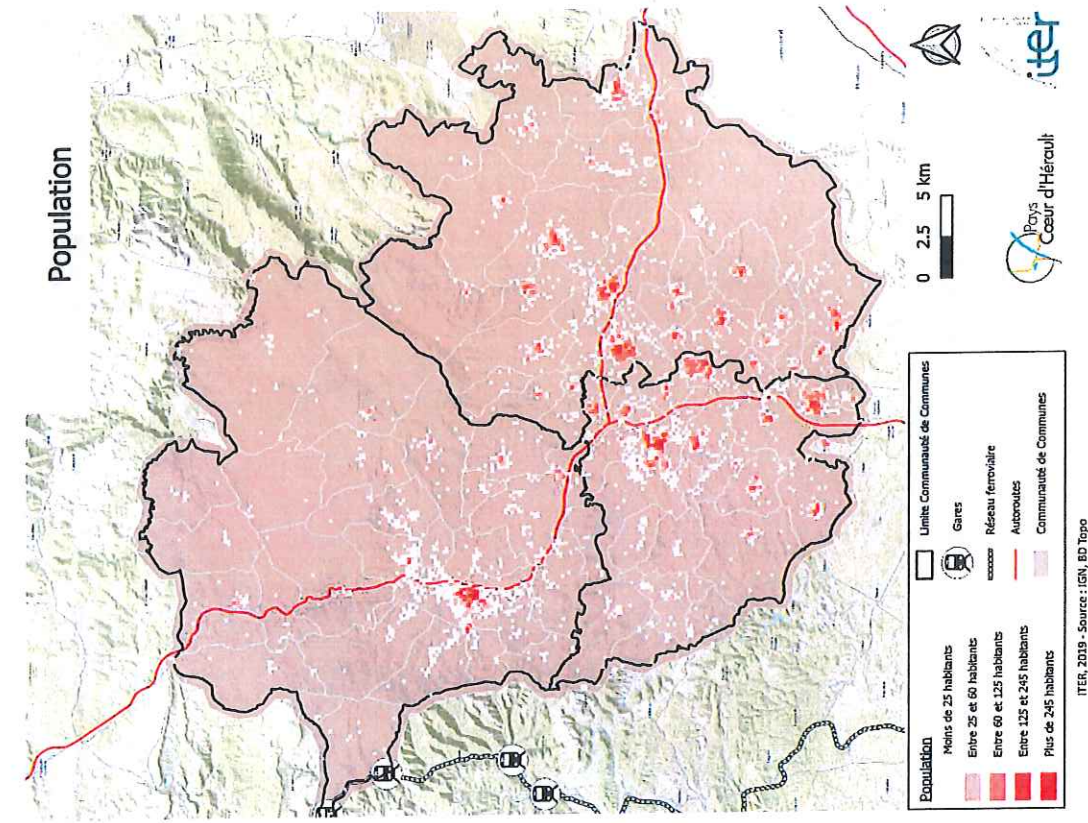 Population
0 2.5 5 km
Pays
Cœur d'Hérault
iter
Population
Moins de 25 habitants
Entre 25 et 60 habitants
Entre 60 et 125 habitants
Entre 125 et 245 habitants
Plus de 245 habitants
Limite Communauté de Communes
Gares
Réseau ferroviaire
Autoroutes
Communauté de Communes
ITER, 2019 - Source : IGN, BD Topo